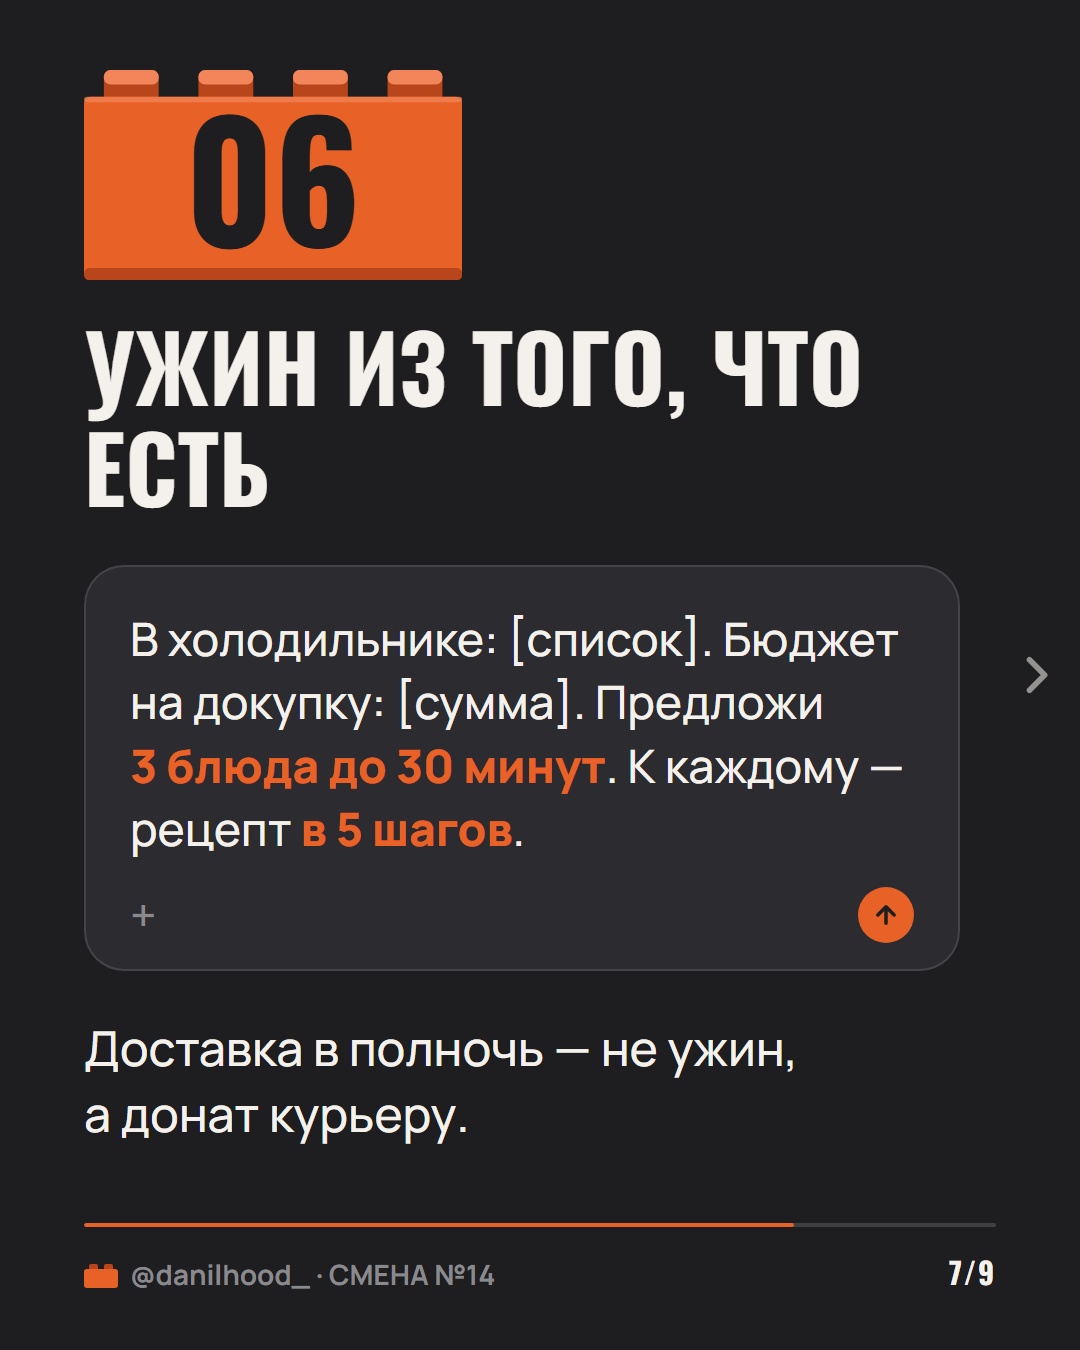 06
УЖИН ИЗ ТОГО, ЧТО
ЕСТЬ
В холодильнике: [список]. Бюджет
на докупку: [сумма]. Предложи
3 блюда до 30 минут. К каждому —
рецепт в 5 шагов.
+
Доставка в полночь — не ужин,
а донат курьеру.
@danilhood_ · СМЕНА №14
7/9